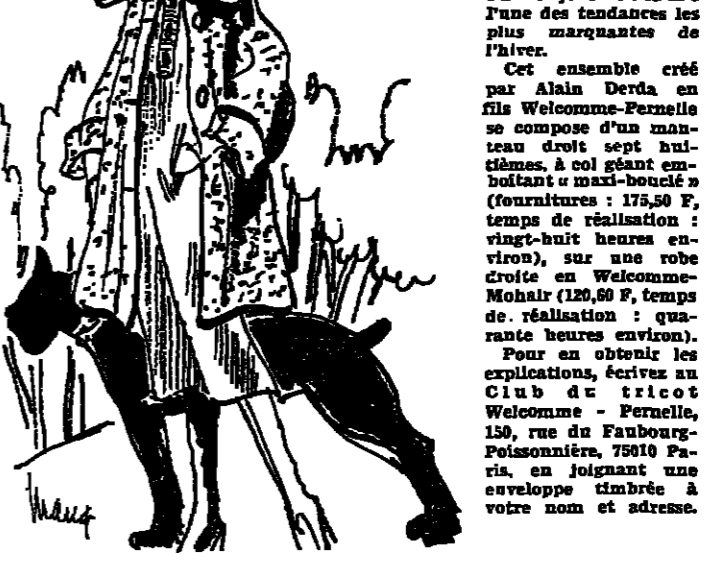 l'une des tendances les
plus marquantes de
l'hiver.
Cet ensemble créé
par Alain Derda en
fils Welcomme-Pernelle
se compose d'un man-
teau droit sept hui-
tièmes, à col géant em-
boîtant « maxi-bouclé »
(fournitures : 175,50 F,
temps de réalisation :
vingt-huit heures en-
viron), sur une robe
droite en Welcomme-
Mohair (120,60 F, temps
de. réalisation : qua-
rante heures environ).
Pour en obtenir les
explications, écrivez au
Club du tricot
Welcomme - Pernelle,
150, rue du Faubourg-
Poissonnière, 75010 Pa-
ris, en joignant une
enveloppe timbrée à
votre nom et adresse.